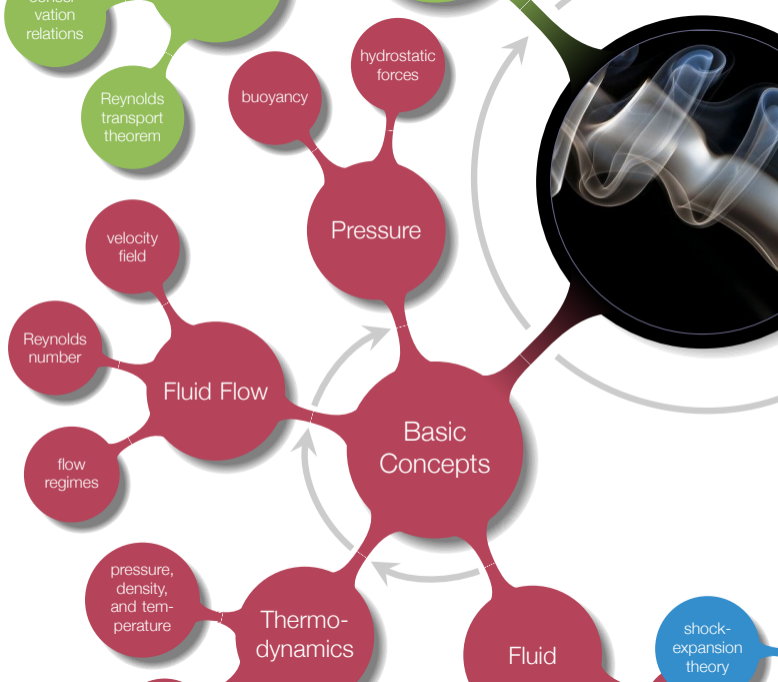 vation
relations
Reynolds
transport
theorem
buoyancy
hydrostatic
forces
Pressure
velocity
field
Reynolds
number
Fluid Flow
flow
regimes
Basic
Concepts
pressure,
density,
and tem-
perature
Thermo-
dynamics
Fluid
shock-
expansion
theory